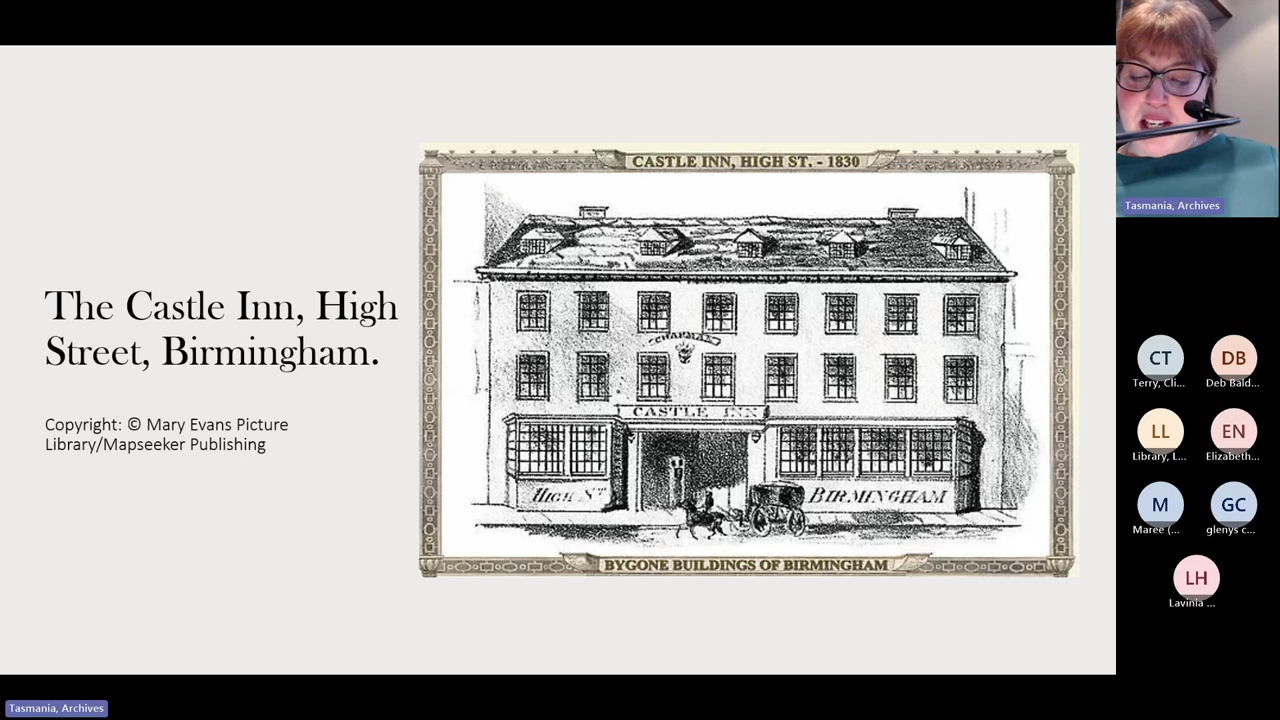 The Castle Inn, High
Street, Birmingham.
Copyright: © Mary Evans Picture
Library/Mapseeker Publishing
CASTLE INN, HIGH ST. - 1830
CHAPMAN
CASTLE INN
HIGH ST
BIRMINGHAM
BYGONE BUILDINGS OF BIRMINGHAM
Tasmania, Archives
CT
Terry, Cli...
DB
Deb Bald...
LL
Library, L...
EN
Elizabeth...
M
Maree (...
GC
glenys c...
LH
Lavinia ...
Tasmania, Archives